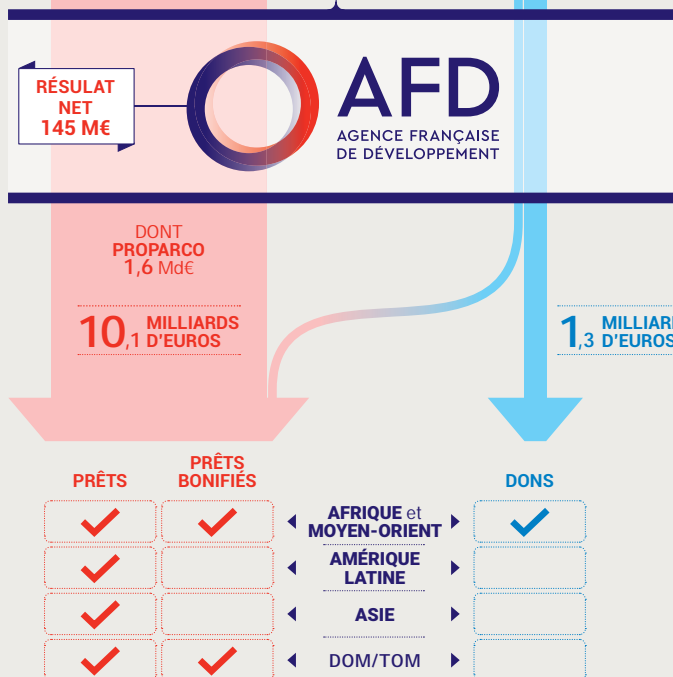 RÉSULAT
NET
145 M€
AFD
AGENCE FRANÇAISE
DE DÉVELOPPEMENT
DONT
PROPARCO
1,6 Md€
10,1 MILLIARDS
D'EUROS
1,3 MILLIARD
D'EUROS
PRÊTS
PRÊTS
BONIFIÉS
DONS
AFRIQUE et
MOYEN-ORIENT
AMÉRIQUE
LATINE
ASIE
DOM/TOM